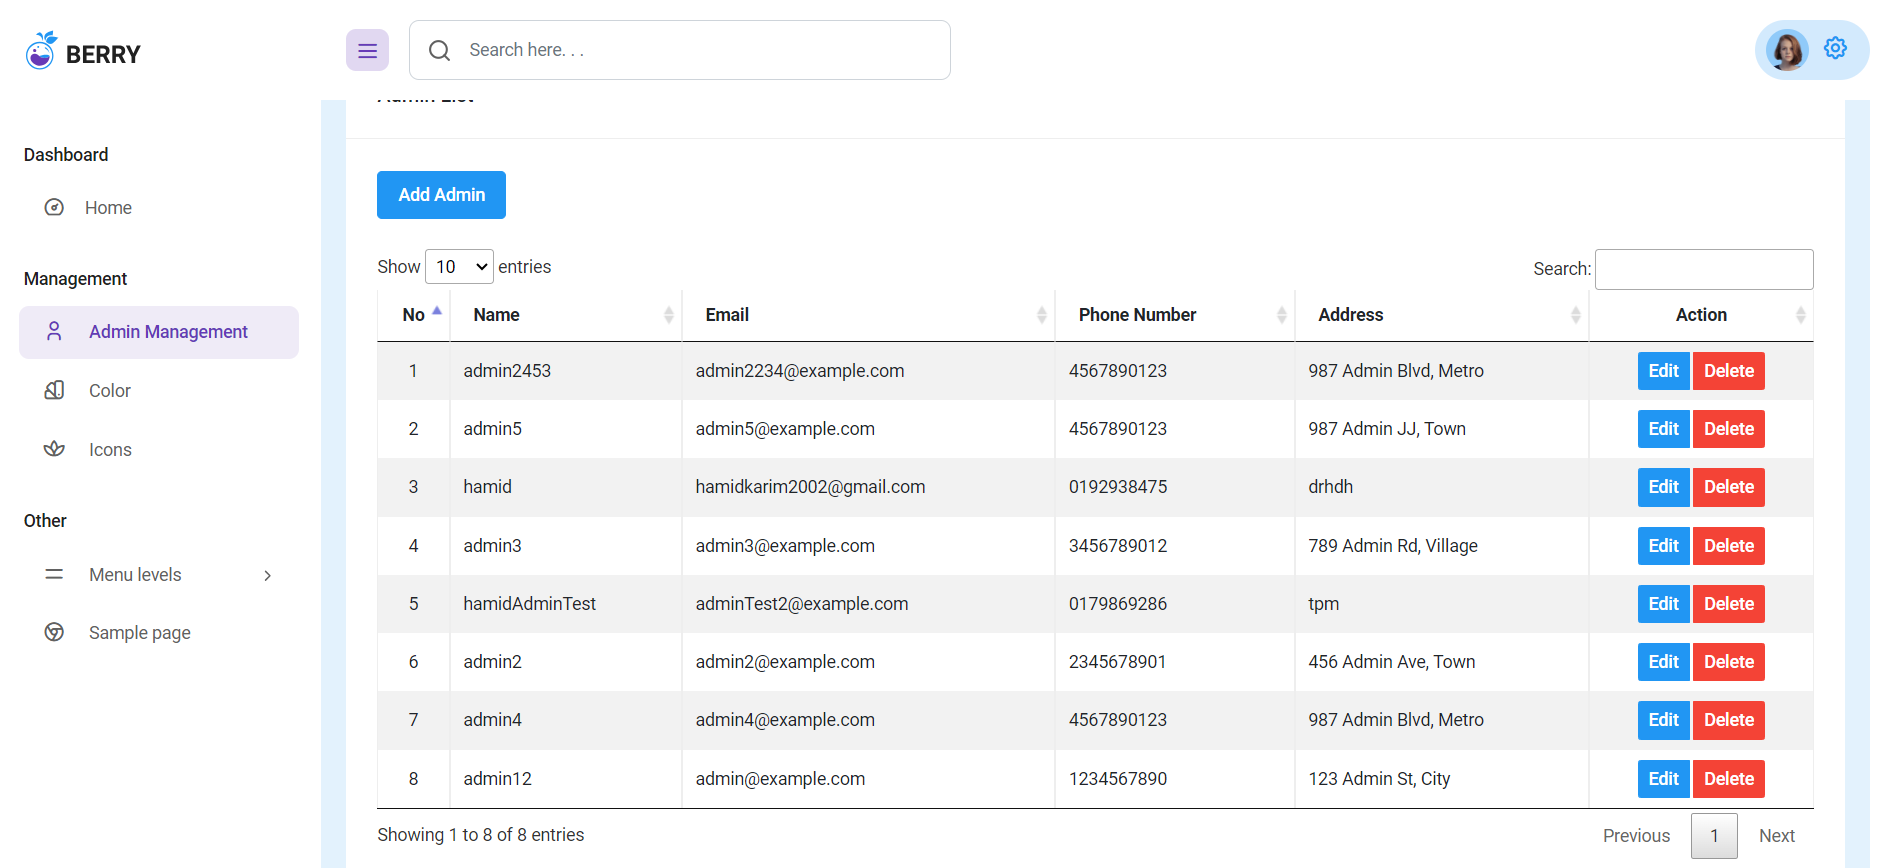 BERRY
Search here. . .
Dashboard
Home
Management
Admin Management
Color
Icons
Other
Menu levels
Sample page
Admin List
Add Admin
Show 10 entries
Search:
No Name Email Phone Number Address Action
1 admin2453 admin2234@example.com 4567890123 987 Admin Blvd, Metro Edit Delete
2 admin5 admin5@example.com 4567890123 987 Admin JJ, Town Edit Delete
3 hamid hamidkarim2002@gmail.com 0192938475 drhdh Edit Delete
4 admin3 admin3@example.com 3456789012 789 Admin Rd, Village Edit Delete
5 hamidAdminTest adminTest2@example.com 0179869286 tpm Edit Delete
6 admin2 admin2@example.com 2345678901 456 Admin Ave, Town Edit Delete
7 admin4 admin4@example.com 4567890123 987 Admin Blvd, Metro Edit Delete
8 admin12 admin@example.com 1234567890 123 Admin St, City Edit Delete
Showing 1 to 8 of 8 entries
Previous 1 Next